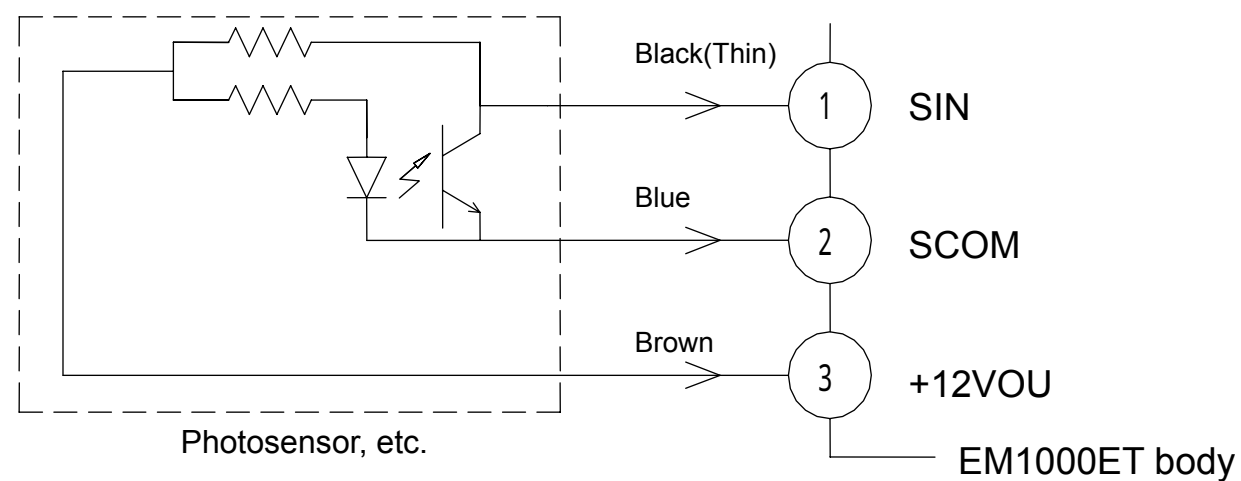 Black(Thin)
1 SIN
Blue
2 SCOM
Brown
3 +12VOU
Photosensor, etc.
EM1000ET body